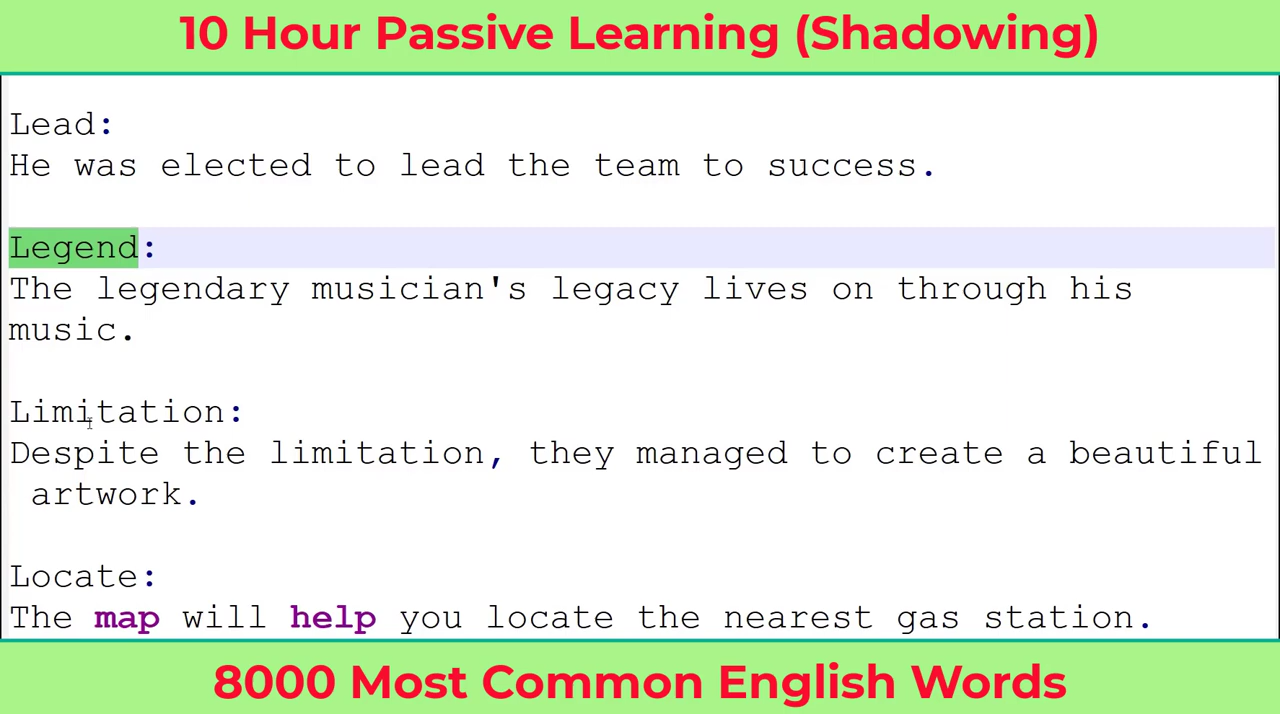 10 Hour Passive Learning (Shadowing)
Lead:
He was elected to lead the team to success.
Legend:
The legendary musician's legacy lives on through his
music.
Limitation:
Despite the limitation, they managed to create a beautiful
artwork.
Locate:
The map will help you locate the nearest gas station.
8000 Most Common English Words